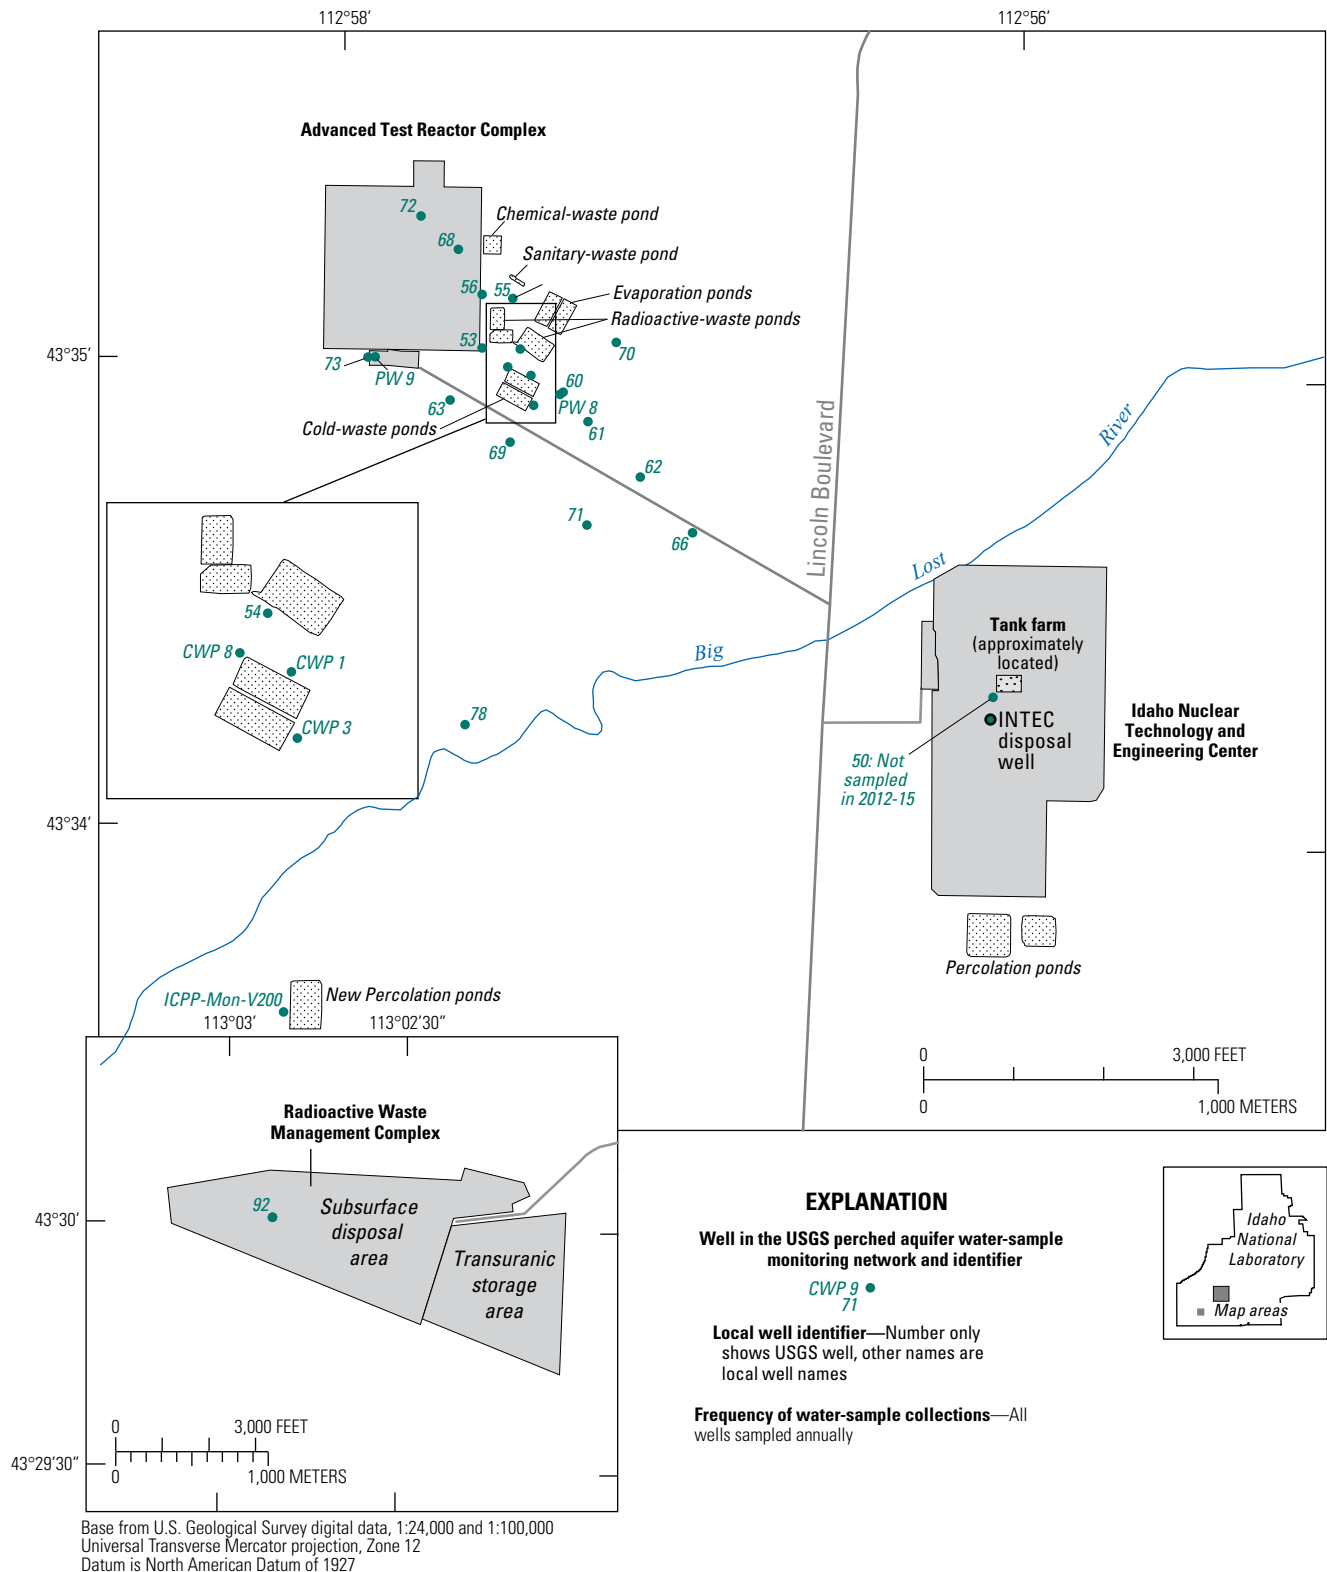 112°58’
112°56’
Advanced Test Reactor Complex
72
Chemical-waste pond
68
Sanitary-waste pond
56
55
Evaporation ponds
Radioactive-waste ponds
53
70
43°35’
73
PW 9
60
PW 8
63
61
Cold-waste ponds
69
62
71
66
Lincoln Boulevard
River
Lost
Big
54
CWP 8
CWP 1
CWP 3
78
Tank farm
(approximately
located)
INTEC
disposal
well
Idaho Nuclear
Technology and
Engineering Center
50: Not
sampled
in 2012-15
43°34’
Percolation ponds
ICPP-Mon-V200
New Percolation ponds
113°03’
113°02’30”
0
3,000 FEET
0
1,000 METERS
Radioactive Waste
Management Complex
92
Subsurface
disposal
area
43°30’
Transuranic
storage
area
0
3,000 FEET
0
1,000 METERS
43°29’30”
EXPLANATION
Well in the USGS perched aquifer water-sample
monitoring network and identifier
CWP 9
71
Local well identifier—Number only
shows USGS well, other names are
local well names
Frequency of water-sample collections—All
wells sampled annually
Idaho
National
Laboratory
Map areas
Base from U.S. Geological Survey digital data, 1:24,000 and 1:100,000
Universal Transverse Mercator projection, Zone 12
Datum is North American Datum of 1927